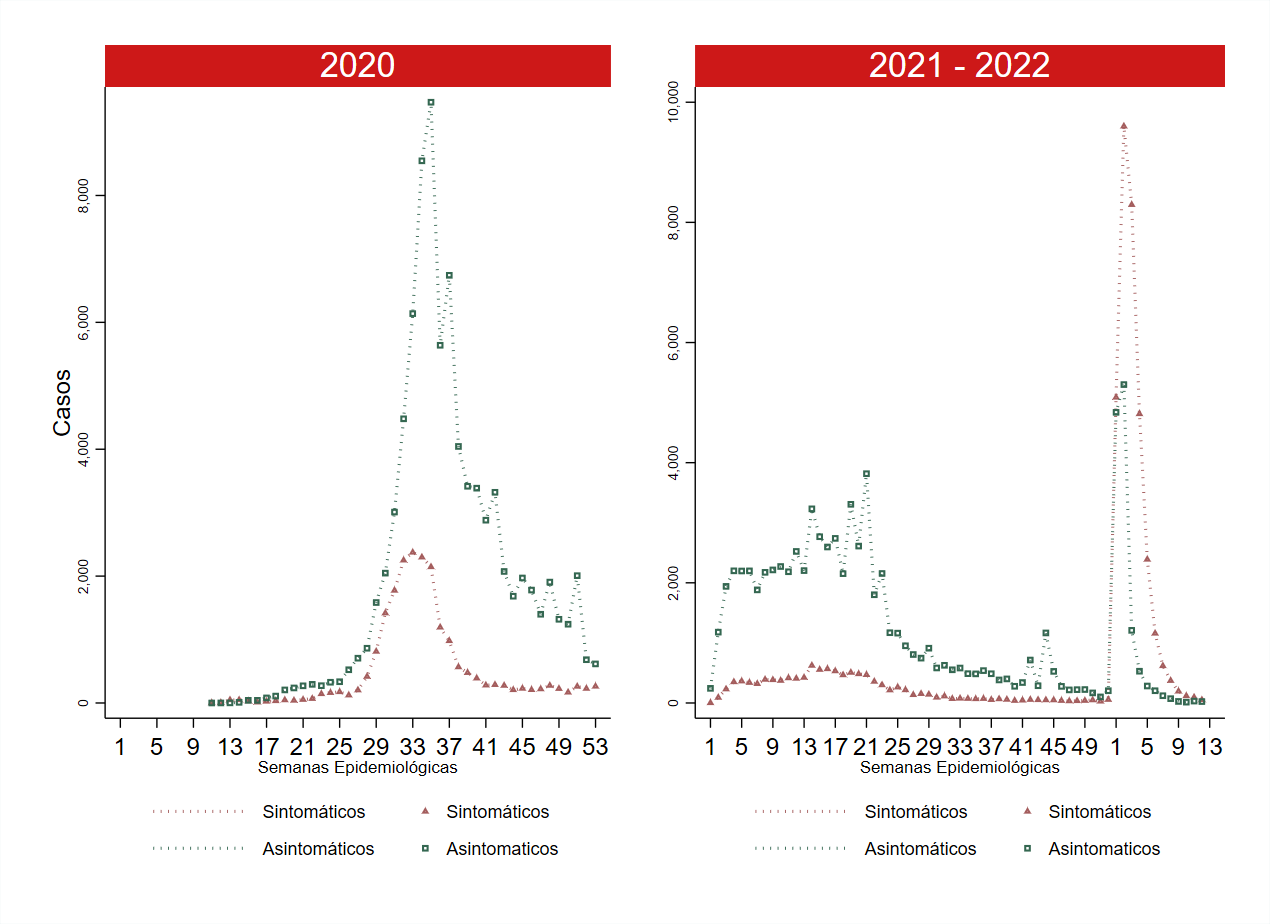 2020
2021 - 2022
Casos
0
2,000
4,000
6,000
8,000
0
2,000
4,000
6,000
8,000
10,000
1 5 9 13 17 21 25 29 33 37 41 45 49 53
1 5 9 13 17 21 25 29 33 37 41 45 49 1 5 9 13
Semanas Epidemiológicas
Semanas Epidemiológicas
Sintomáticos Sintomáticos
Asintomáticos Asintomaticos
Sintomáticos Sintomáticos
Asintomáticos Asintomaticos